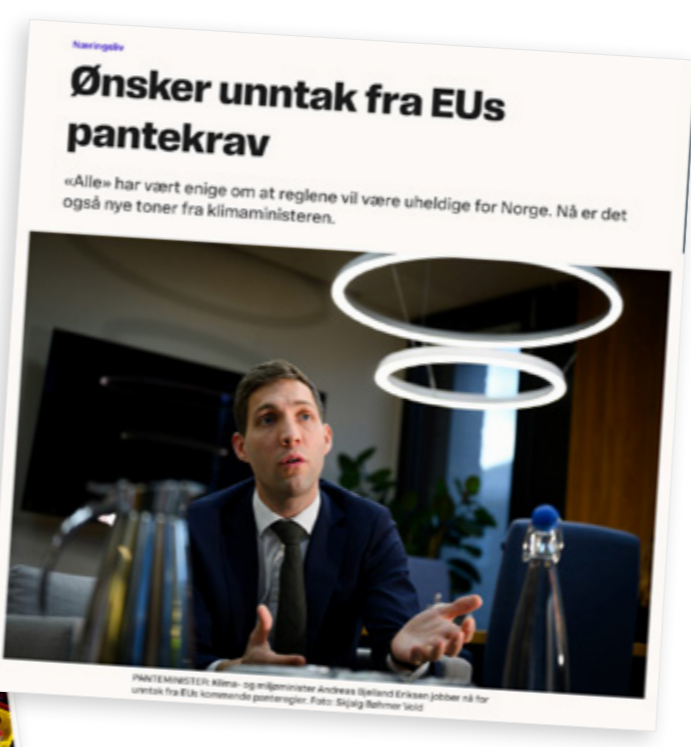 Næringsliv
Ønsker unntak fra EUs
pantekrav
«Alle» har vært enige om at reglene vil være uheldige for Norge. Nå er det
også nye toner fra klimaministeren.
PANTEMINISTER: Klima- og miljøminister Andreas Bjelland Eriksen jobber nå for
unntak fra EUs kommende panteregler. Foto: Skjalg Bøhmer Vold